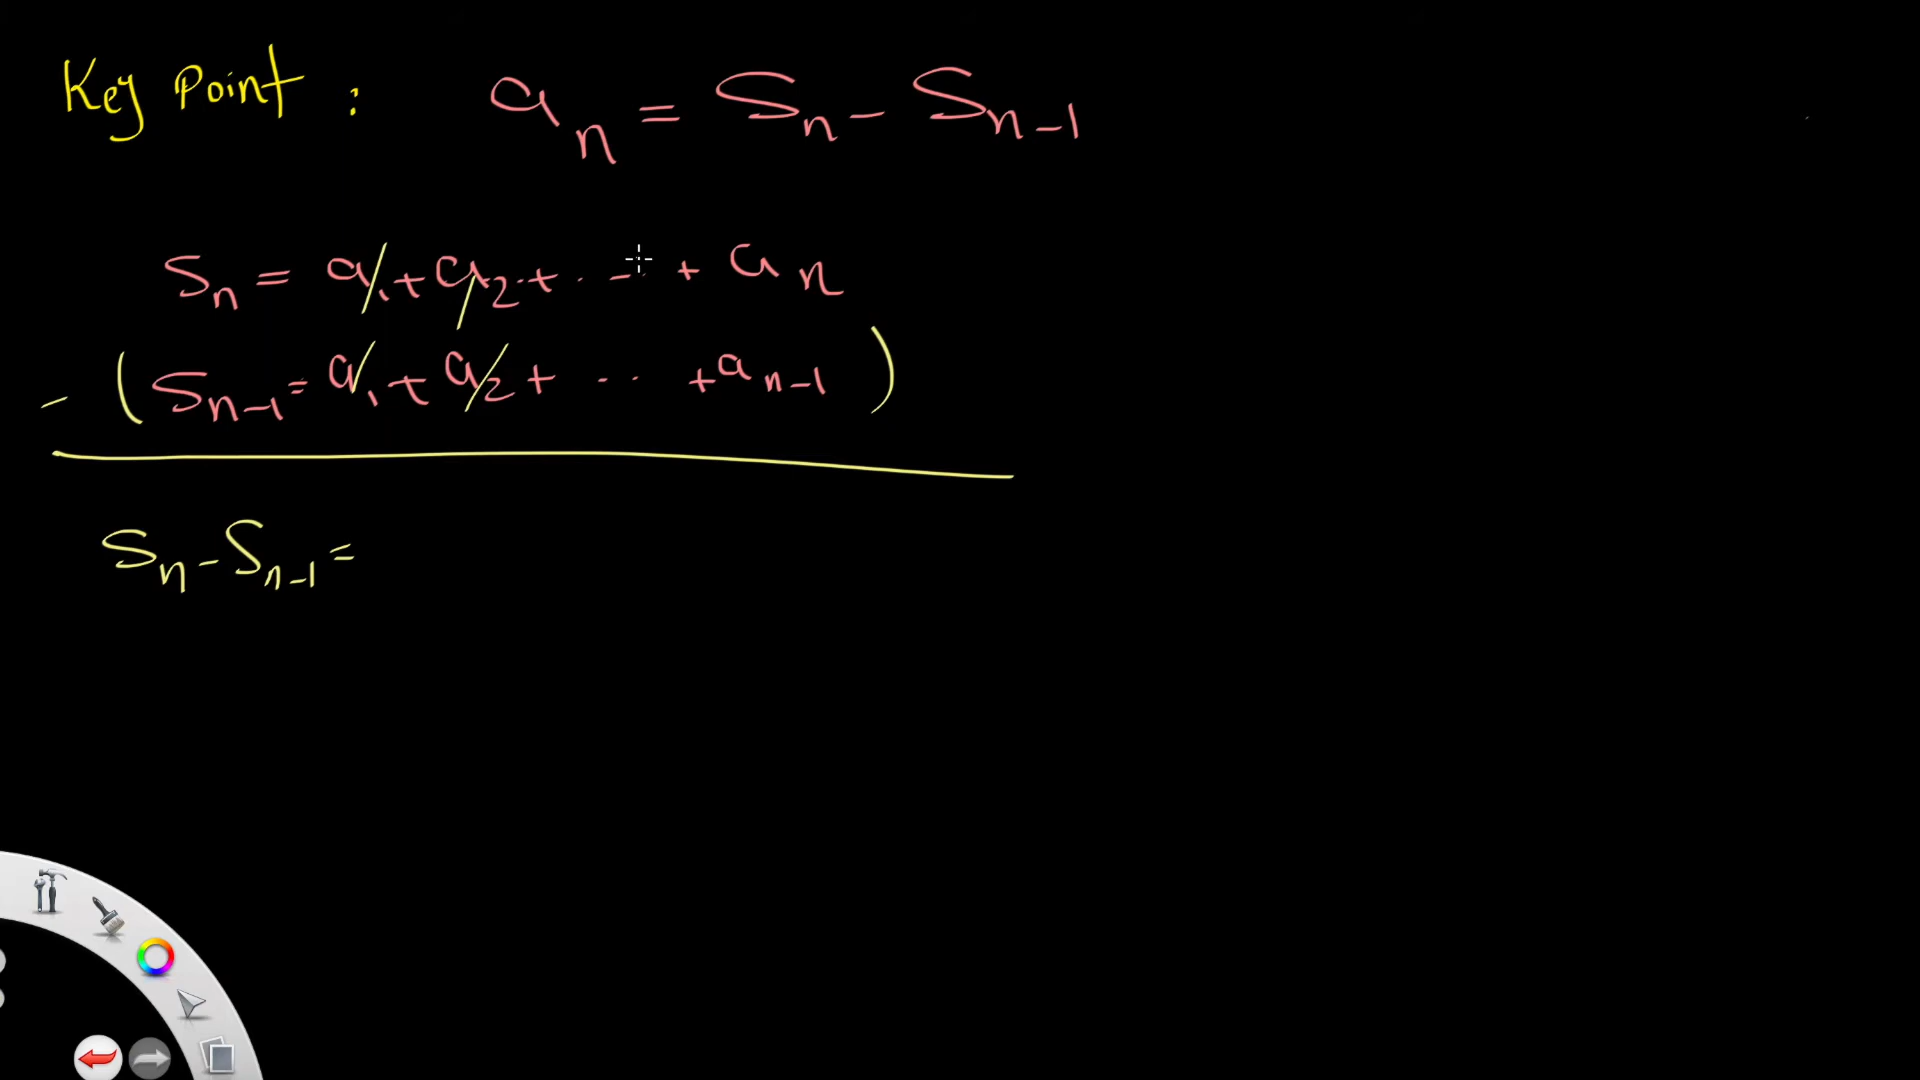 Key Point : a_n = S_n - S_{n-1}
S_n = a_1 + a_2 + . - . + a_n
- ( S_{n-1} = a_1 + a_2 + . . + a_{n-1} )
S_n - S_{n-1} =